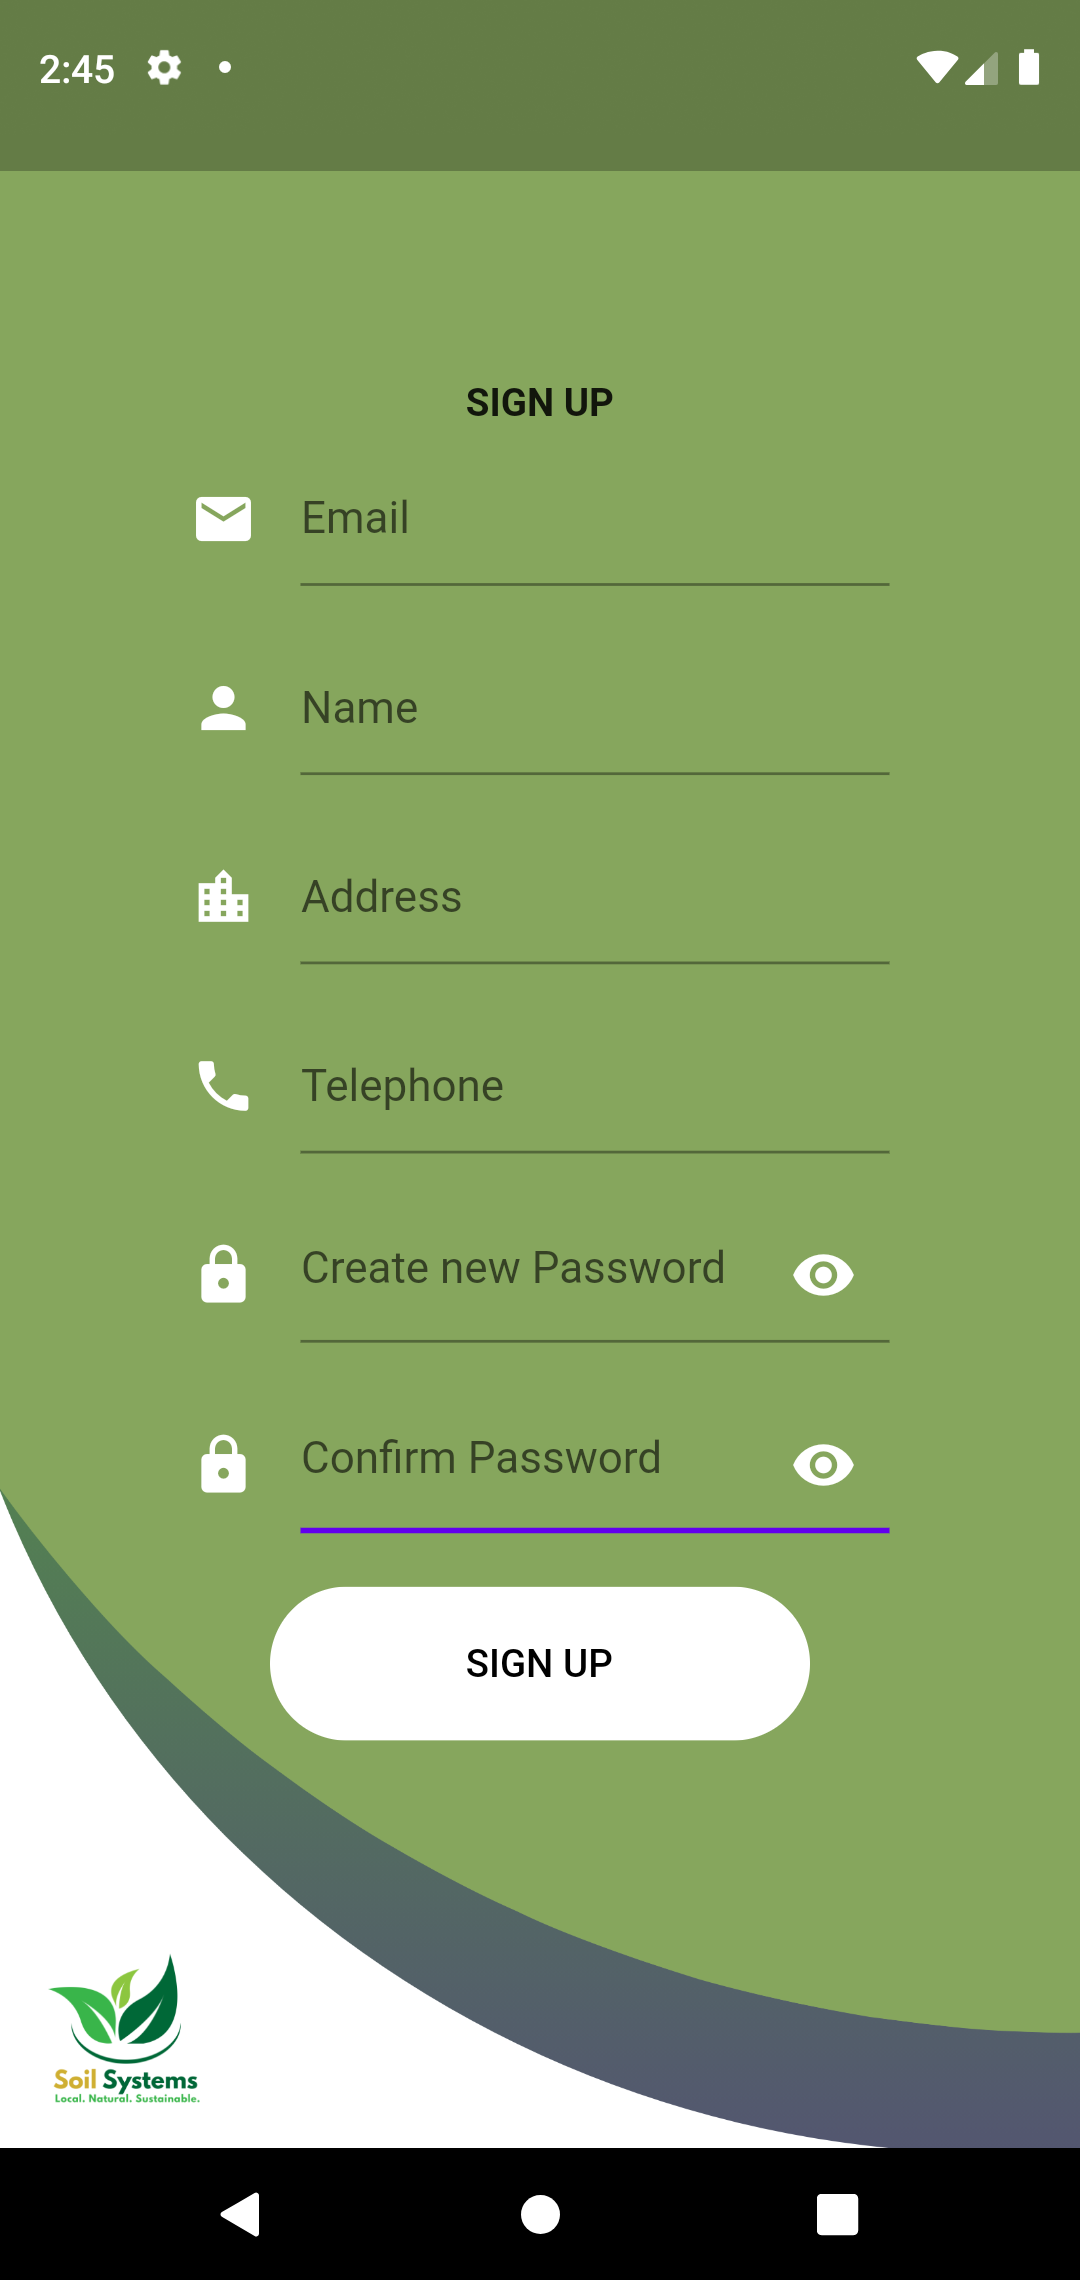 2:45
SIGN UP
Email
Name
Address
Telephone
Create new Password
Confirm Password
SIGN UP
Soil Systems
Local. Natural. Sustainable.